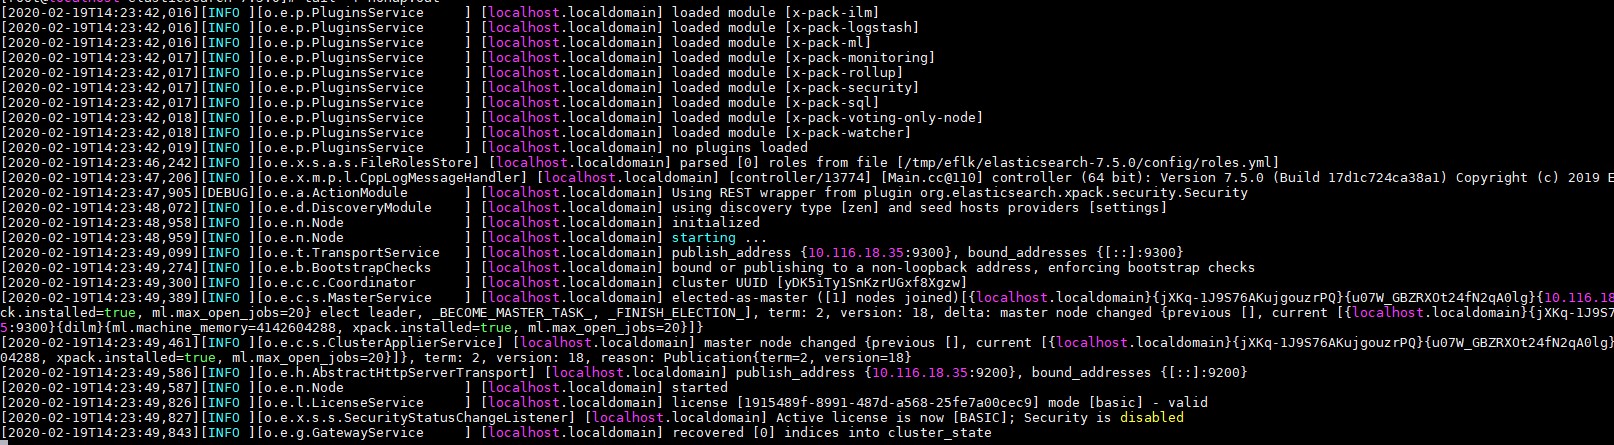 [2020-02-19T14:23:42,016][INFO ][o.e.p.PluginsService     ] [localhost.localdomain] loaded module [x-pack-ilm]
[2020-02-19T14:23:42,016][INFO ][o.e.p.PluginsService     ] [localhost.localdomain] loaded module [x-pack-logstash]
[2020-02-19T14:23:42,016][INFO ][o.e.p.PluginsService     ] [localhost.localdomain] loaded module [x-pack-ml]
[2020-02-19T14:23:42,017][INFO ][o.e.p.PluginsService     ] [localhost.localdomain] loaded module [x-pack-monitoring]
[2020-02-19T14:23:42,017][INFO ][o.e.p.PluginsService     ] [localhost.localdomain] loaded module [x-pack-rollup]
[2020-02-19T14:23:42,017][INFO ][o.e.p.PluginsService     ] [localhost.localdomain] loaded module [x-pack-security]
[2020-02-19T14:23:42,017][INFO ][o.e.p.PluginsService     ] [localhost.localdomain] loaded module [x-pack-sql]
[2020-02-19T14:23:42,018][INFO ][o.e.p.PluginsService     ] [localhost.localdomain] loaded module [x-pack-voting-only-node]
[2020-02-19T14:23:42,018][INFO ][o.e.p.PluginsService     ] [localhost.localdomain] loaded module [x-pack-watcher]
[2020-02-19T14:23:42,019][INFO ][o.e.p.PluginsService     ] [localhost.localdomain] no plugins loaded
[2020-02-19T14:23:46,242][INFO ][o.e.x.s.a.s.FileRolesStore] [localhost.localdomain] parsed [0] roles from file [/tmp/eflk/elasticsearch-7.5.0/config/roles.yml]
[2020-02-19T14:23:47,206][INFO ][o.e.x.m.p.l.CppLogMessageHandler] [localhost.localdomain] [controller/13774] [Main.cc@110] controller (64 bit): Version 7.5.0 (Build 17d1c724ca38a1) Copyright (c) 2019 E
[2020-02-19T14:23:47,905][DEBUG][o.e.a.ActionModule       ] [localhost.localdomain] Using REST wrapper from plugin org.elasticsearch.xpack.security.Security
[2020-02-19T14:23:48,072][INFO ][o.e.d.DiscoveryModule    ] [localhost.localdomain] using discovery type [zen] and seed hosts providers [settings]
[2020-02-19T14:23:48,958][INFO ][o.e.n.Node               ] [localhost.localdomain] initialized
[2020-02-19T14:23:48,959][INFO ][o.e.n.Node               ] [localhost.localdomain] starting ...
[2020-02-19T14:23:49,099][INFO ][o.e.t.TransportService   ] [localhost.localdomain] publish_address {10.116.18.35:9300}, bound_addresses {[::]:9300}
[2020-02-19T14:23:49,274][INFO ][o.e.b.BootstrapChecks    ] [localhost.localdomain] bound or publishing to a non-loopback address, enforcing bootstrap checks
[2020-02-19T14:23:49,300][INFO ][o.e.c.c.Coordinator      ] [localhost.localdomain] cluster UUID [yDK5iTy1SnKzrUGxf8Xgzw]
[2020-02-19T14:23:49,389][INFO ][o.e.c.s.MasterService    ] [localhost.localdomain] elected-as-master ([1] nodes joined)[{localhost.localdomain}{jXKq-1J9S76AKujgouzrPQ}{u07W_GBZRXOt24fN2qA0lg}{10.116.18
ck.installed=true, ml.max_open_jobs=20} elect leader, _BECOME_MASTER_TASK_, _FINISH_ELECTION_], term: 2, version: 18, delta: master node changed {previous [], current [{localhost.localdomain}{jXKq-1J9S7
5:9300}{dilm}{ml.machine_memory=4142604288, xpack.installed=true, ml.max_open_jobs=20}]}
[2020-02-19T14:23:49,461][INFO ][o.e.c.s.ClusterApplierService] [localhost.localdomain] master node changed {previous [], current [{localhost.localdomain}{jXKq-1J9S76AKujgouzrPQ}{u07W_GBZRXOt24fN2qA0lg}
04288, xpack.installed=true, ml.max_open_jobs=20}]}, term: 2, version: 18, reason: Publication{term=2, version=18}
[2020-02-19T14:23:49,586][INFO ][o.e.h.AbstractHttpServerTransport] [localhost.localdomain] publish_address {10.116.18.35:9200}, bound_addresses {[::]:9200}
[2020-02-19T14:23:49,587][INFO ][o.e.n.Node               ] [localhost.localdomain] started
[2020-02-19T14:23:49,826][INFO ][o.e.l.LicenseService     ] [localhost.localdomain] license [1915489f-8991-487d-a568-25fe7a00cec9] mode [basic] - valid
[2020-02-19T14:23:49,827][INFO ][o.e.x.s.s.SecurityStatusChangeListener] [localhost.localdomain] Active license is now [BASIC]; Security is disabled
[2020-02-19T14:23:49,843][INFO ][o.e.g.GatewayService     ] [localhost.localdomain] recovered [0] indices into cluster_state